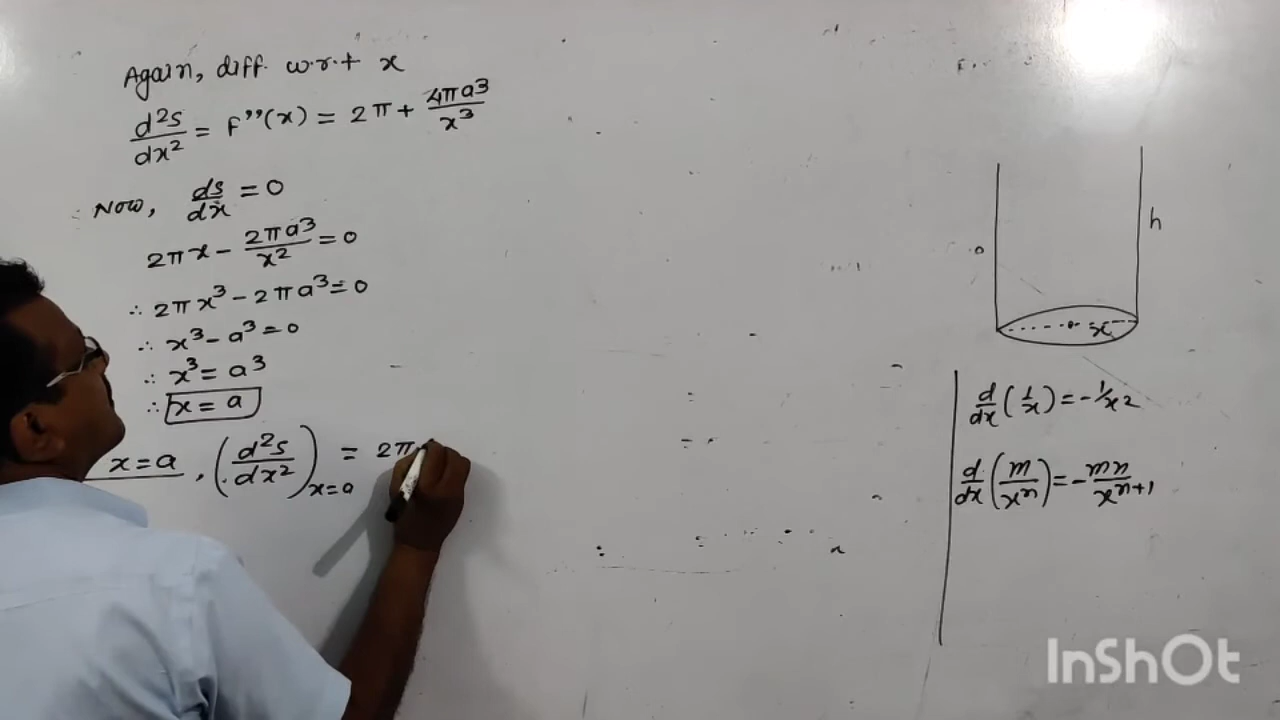 Again, diff. w.r.t x
d²s/dx² = f''(x) = 2π + 4πa³/x³
Now, ds/dx = 0
2πx - 2πa³/x² = 0
∴ 2πx³ - 2πa³ = 0
∴ x³ - a³ = 0
∴ x³ = a³
∴ x = a
x = a, (d²s/dx²)x=a = 2π
h
x
d/dx (1/x) = -1/x²
d/dx (m/xⁿ) = -mn/xⁿ⁺¹
InShOt